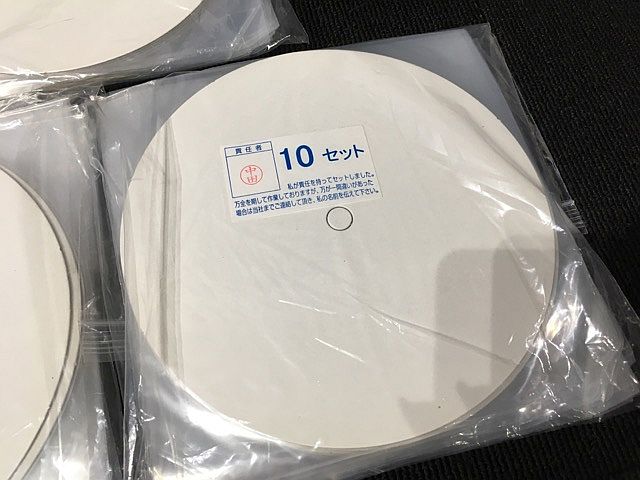 責任者
中田
10 セット
私が責任を持ってセットしました。
万全を期して作業しておりますが、万が一間違いがあった
場合は当社までご連絡して頂き、私の名前を伝えて下さい。